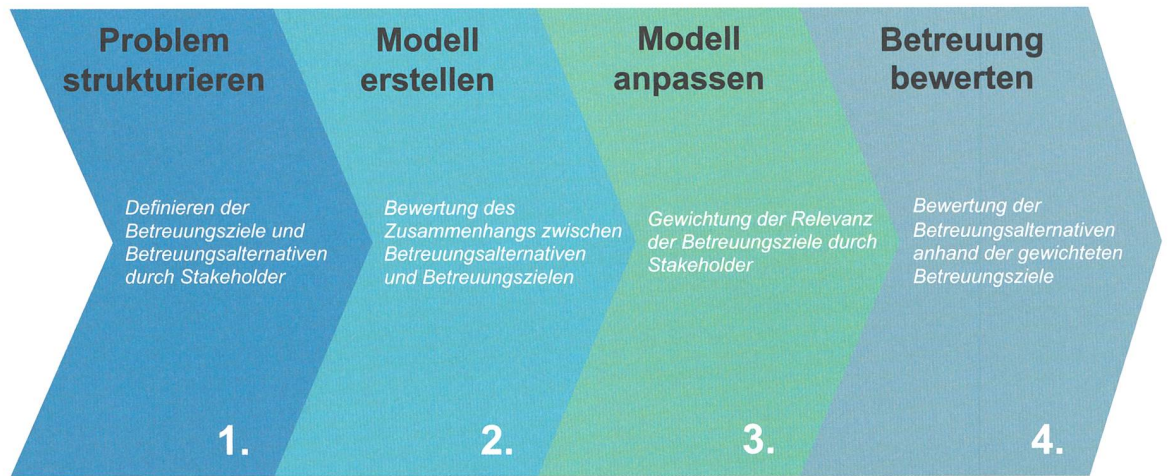 Problem
strukturieren
Definieren der
Betreuungsziele und
Betreuungsalternativen
durch Stakeholder
1.
Modell
erstellen
Bewertung des
Zusammenhangs zwischen
Betreuungsalternativen
und Betreuungszielen
2.
Modell
anpassen
Gewichtung der Relevanz
der Betreuungsziele durch
Stakeholder
3.
Betreuung
bewerten
Bewertung der
Betreuungsalternativen
anhand der gewichteten
Betreuungsziele
4.